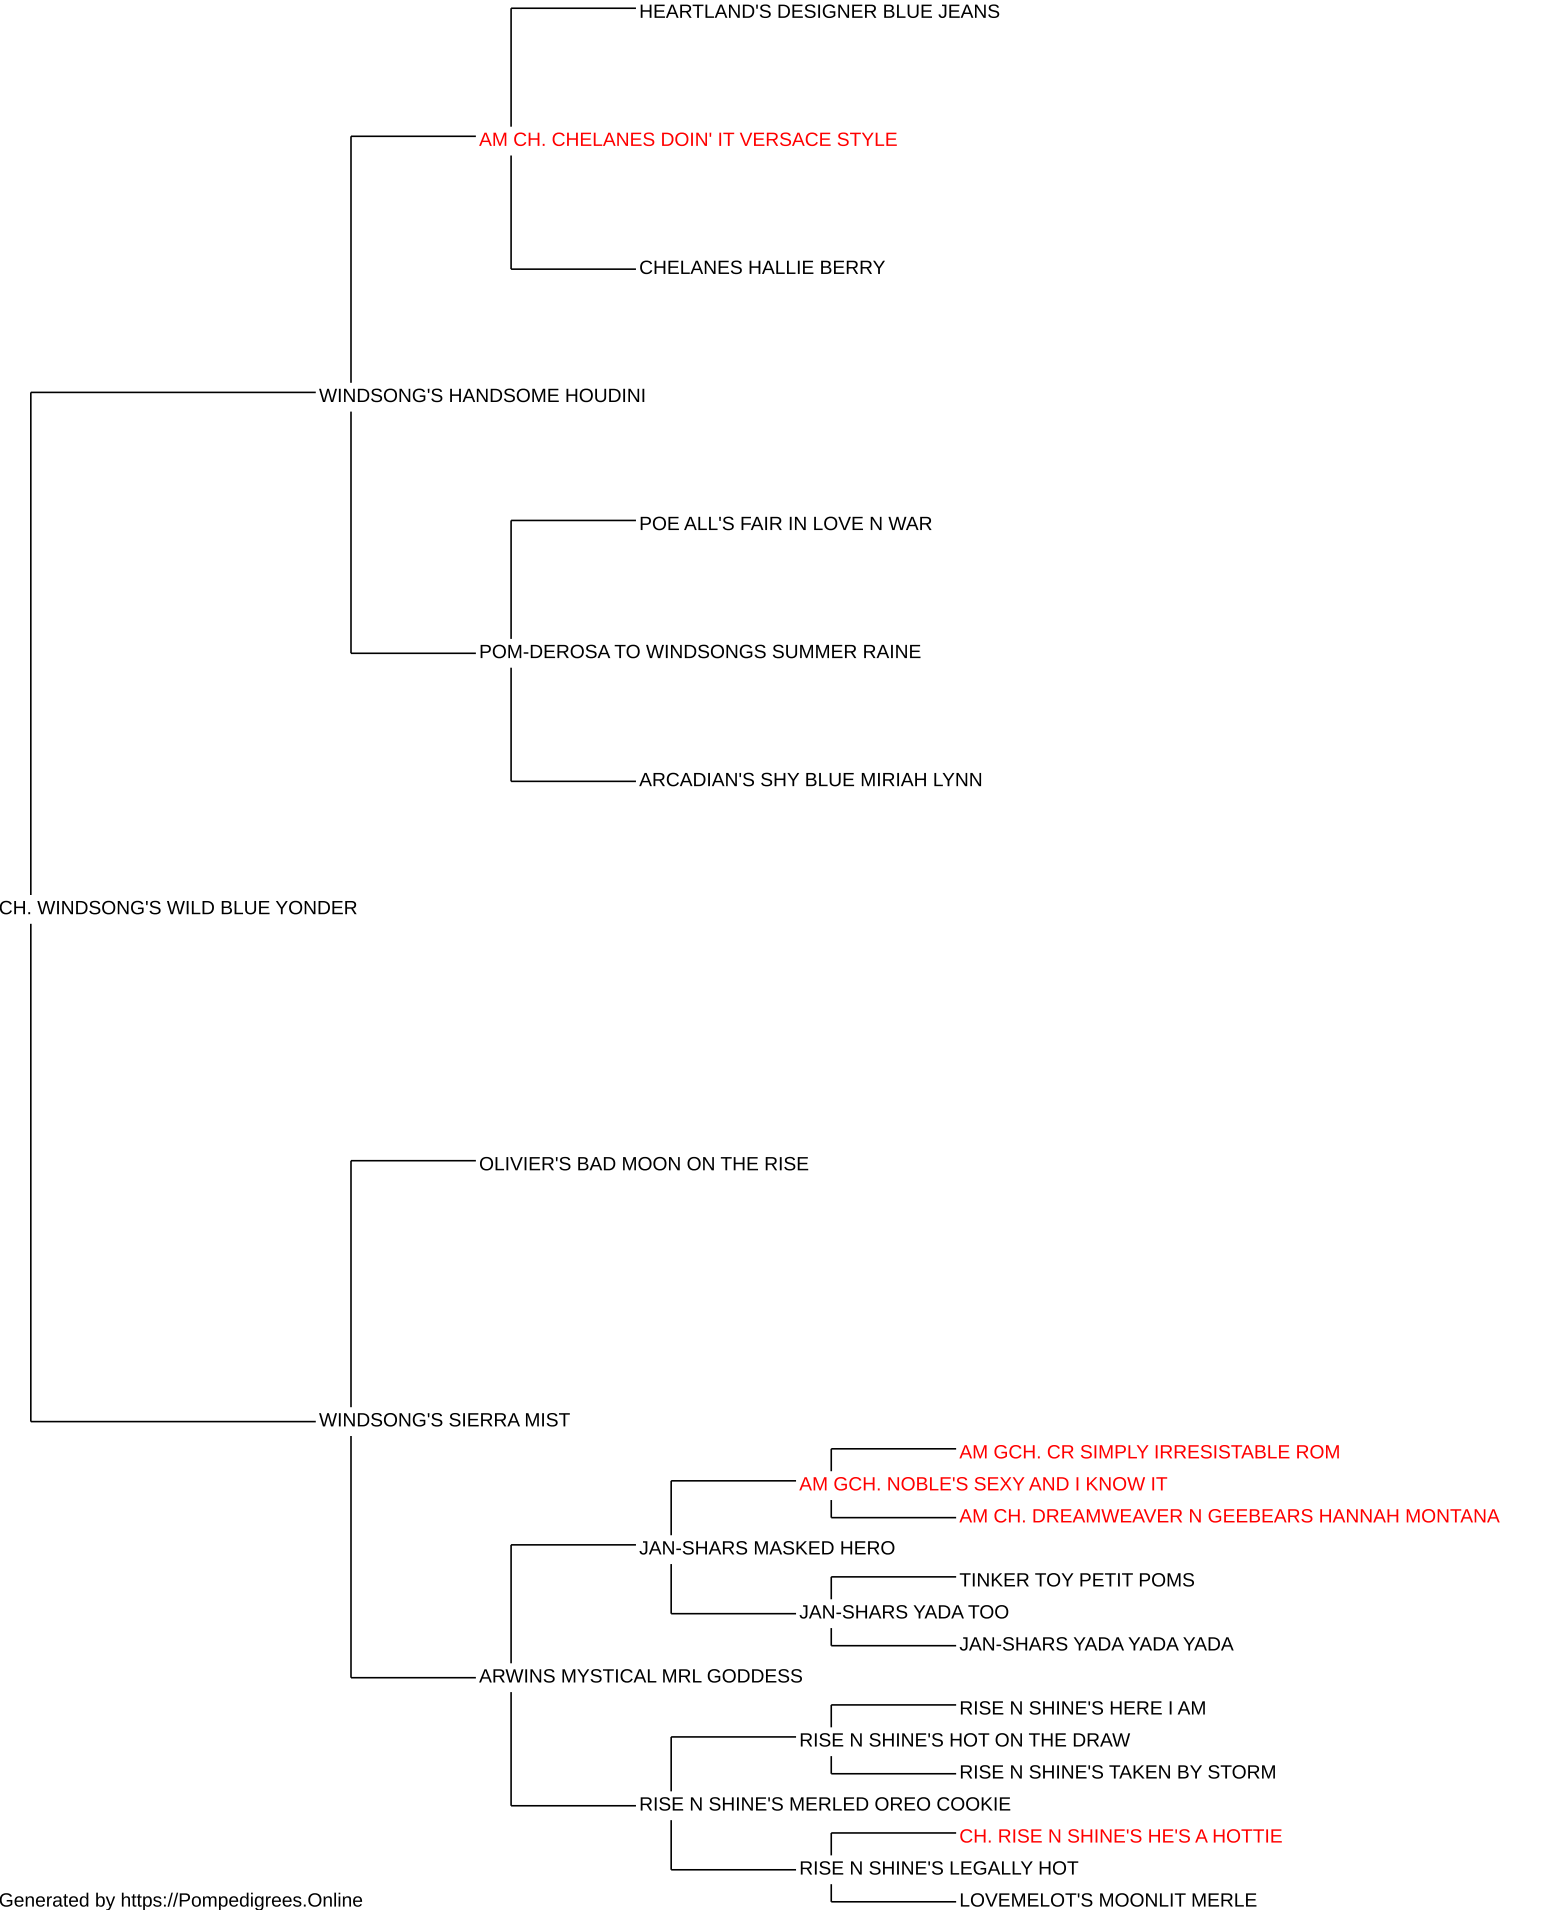 HEARTLAND'S DESIGNER BLUE JEANS
AM CH. CHELANES DOIN' IT VERSACE STYLE
CHELANES HALLIE BERRY
WINDSONG'S HANDSOME HOUDINI
POE ALL'S FAIR IN LOVE N WAR
POM-DEROSA TO WINDSONGS SUMMER RAINE
ARCADIAN'S SHY BLUE MIRIAH LYNN
CH. WINDSONG'S WILD BLUE YONDER
OLIVIER'S BAD MOON ON THE RISE
WINDSONG'S SIERRA MIST
AM GCH. CR SIMPLY IRRESISTABLE ROM
AM GCH. NOBLE'S SEXY AND I KNOW IT
AM CH. DREAMWEAVER N GEEBEARS HANNAH MONTANA
JAN-SHARS MASKED HERO
TINKER TOY PETIT POMS
JAN-SHARS YADA TOO
JAN-SHARS YADA YADA YADA
ARWINS MYSTICAL MRL GODDESS
RISE N SHINE'S HERE I AM
RISE N SHINE'S HOT ON THE DRAW
RISE N SHINE'S TAKEN BY STORM
RISE N SHINE'S MERLED OREO COOKIE
CH. RISE N SHINE'S HE'S A HOTTIE
RISE N SHINE'S LEGALLY HOT
LOVEMELOT'S MOONLIT MERLE
Generated by https://Pompedigrees.Online